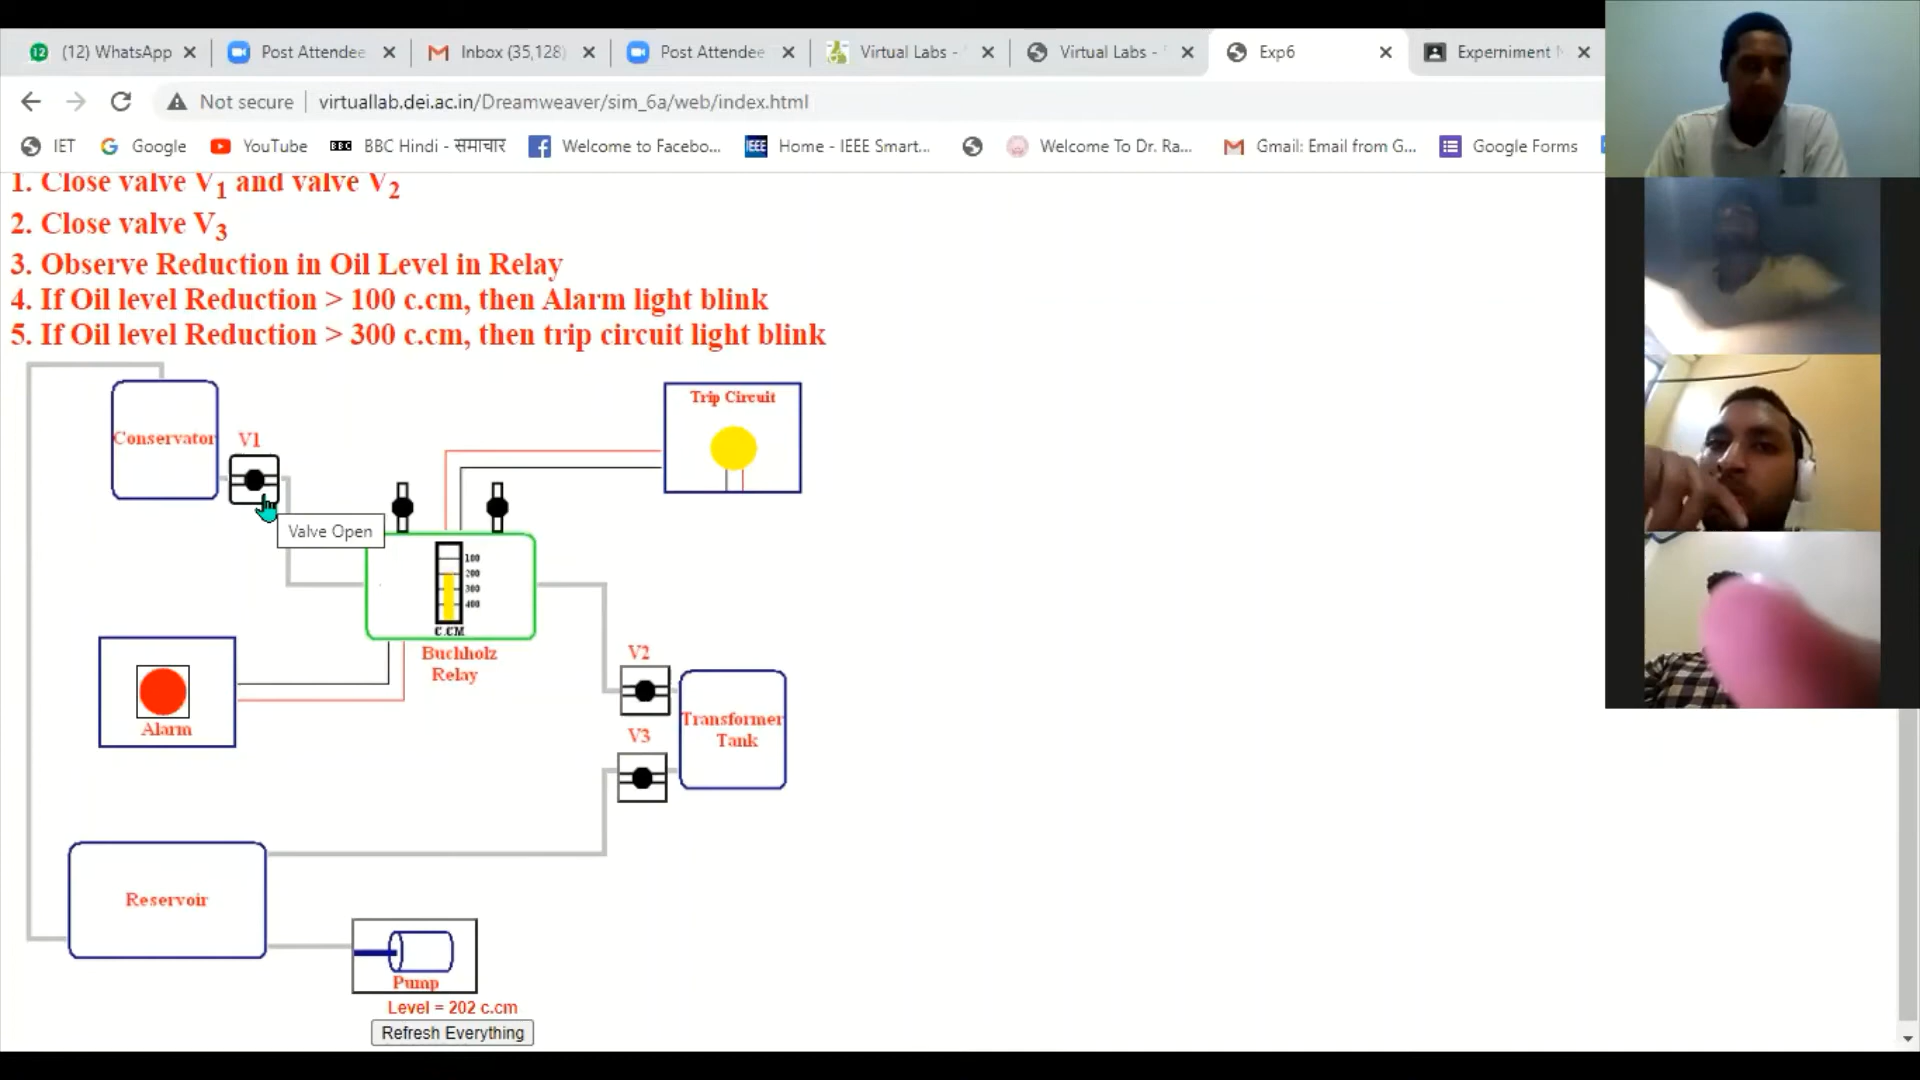 (12) WhatsApp
Post Attendee
Inbox (35,128)
Post Attendee
Virtual Labs -
Virtual Labs -
Exp6
Experniment
Not secure
virtuallab.dei.ac.in/Dreamweaver/sim_6a/web/index.html
IET
Google
YouTube
BBC Hindi - समाचार
Welcome to Facebo...
Home - IEEE Smart...
Welcome To Dr. Ra...
Gmail: Email from G...
Google Forms
1. Close valve V1 and valve V2
2. Close valve V3
3. Observe Reduction in Oil Level in Relay
4. If Oil level Reduction > 100 c.cm, then Alarm light blink
5. If Oil level Reduction > 300 c.cm, then trip circuit light blink
Trip Circuit
Conservator
V1
Valve Open
100
200
300
400
C.CM
Buchholz
Relay
V2
Alarm
Transformer
Tank
V3
Reservoir
Pump
Level = 202 c.cm
Refresh Everything